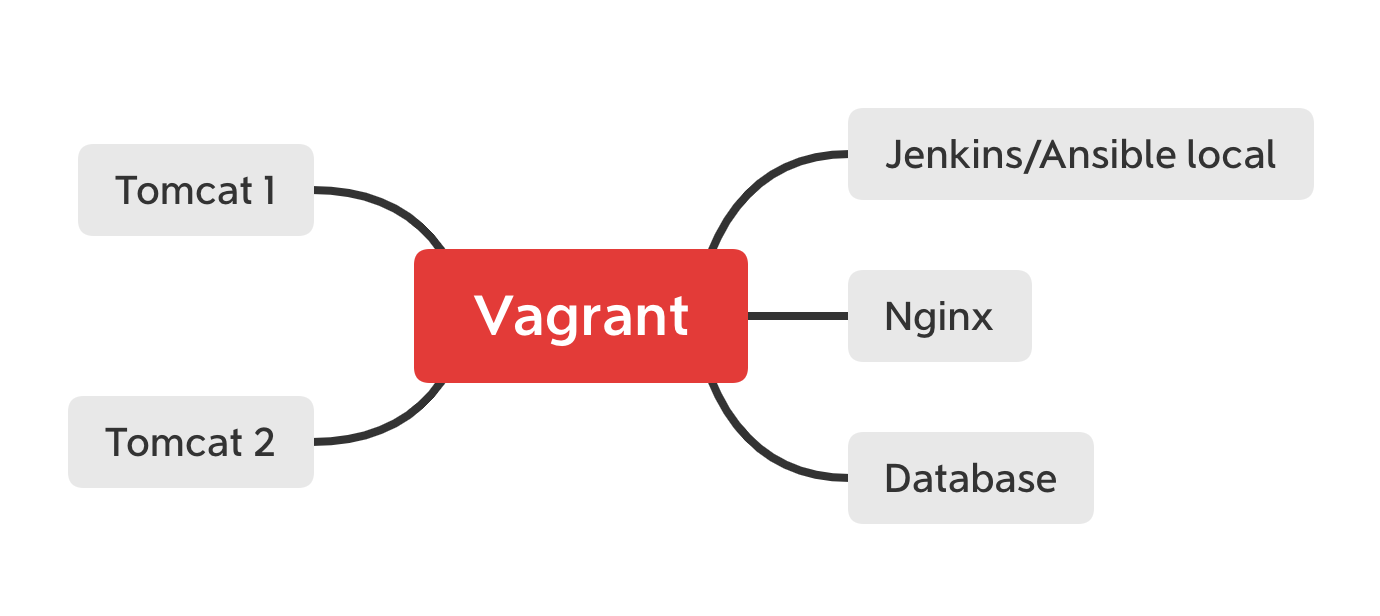 Tomcat 1
Tomcat 2
Vagrant
Jenkins/Ansible local
Nginx
Database